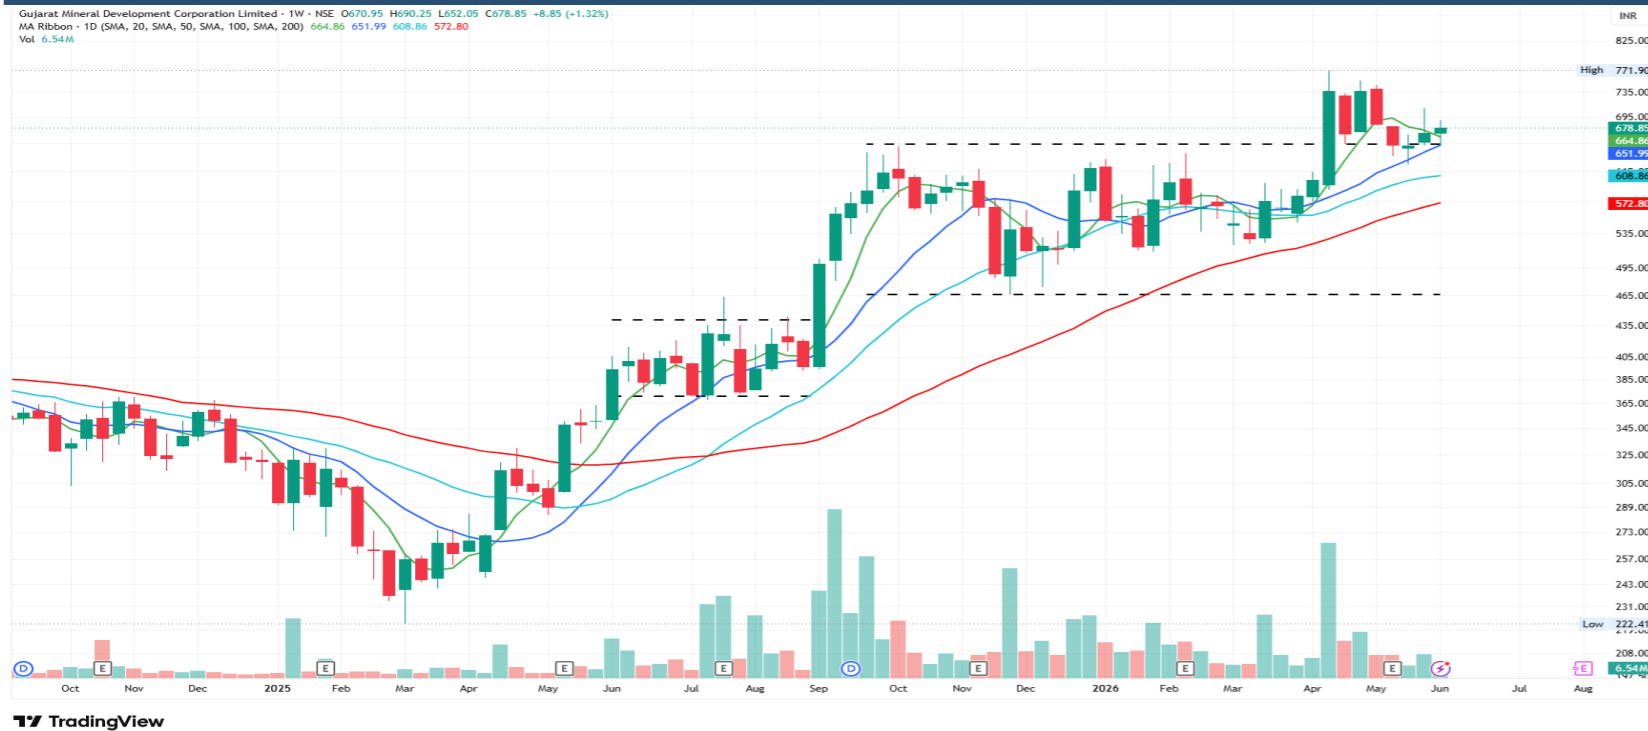 Gujarat Mineral Development Corporation Limited · 1W · NSE O670.95 H690.25 L652.05 C678.85 +8.85 (+1.32%)
MA Ribbon · 1D (SMA, 20, SMA, 50, SMA, 100, SMA, 200) 664.86 651.99 608.86 572.80
Vol 6.54M
INR
825.00
High 771.90
735.00
695.00
678.85
664.86
651.99
608.86
572.80
535.00
495.00
465.00
435.00
405.00
385.00
365.00
345.00
325.00
305.00
289.00
273.00
257.00
243.00
231.00
Low 222.41
208.00
6.54M
D E E E E D E E E E
Oct Nov Dec 2025 Feb Mar Apr May Jun Jul Aug Sep Oct Nov Dec 2026 Feb Mar Apr May Jun Jul Aug
TradingView